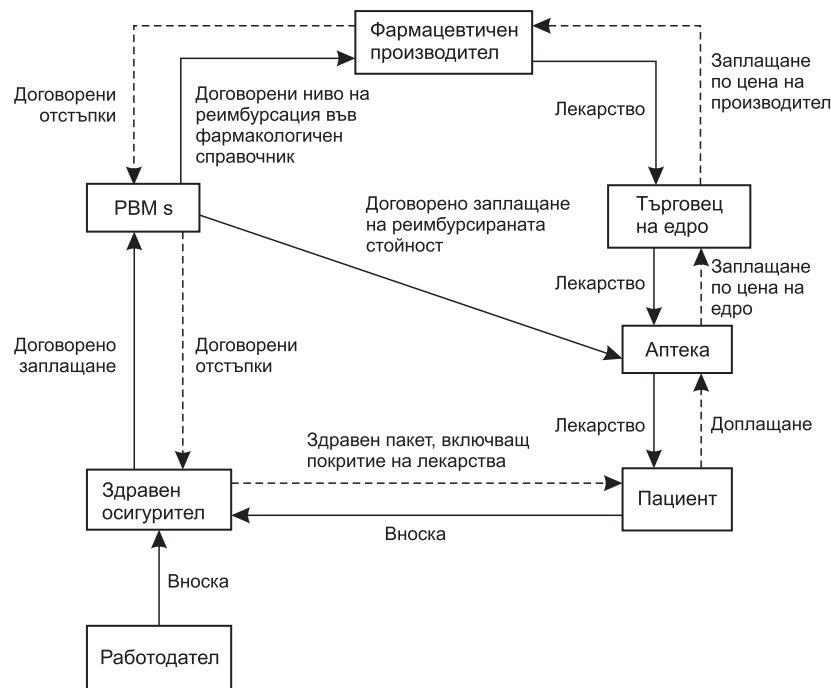 Фармацевтичен
производител
Заплащане
по цена на
производител
Договорени
отстъпки
Договорени ниво на
реимбурсация във
фармакологичен
справочник
Лекарство
PBM s
Договорено заплащане
на реимбурсираната
стойност
Търговец
на едро
Лекарство
Заплащане
по цена на
едро
Договорено
заплащане
Договорени
отстъпки
Аптека
Лекарство
Доплащане
Здравен пакет, включващ
покритие на лекарства
Здравен
осигурител
Пациент
Вноска
Вноска
Работодател